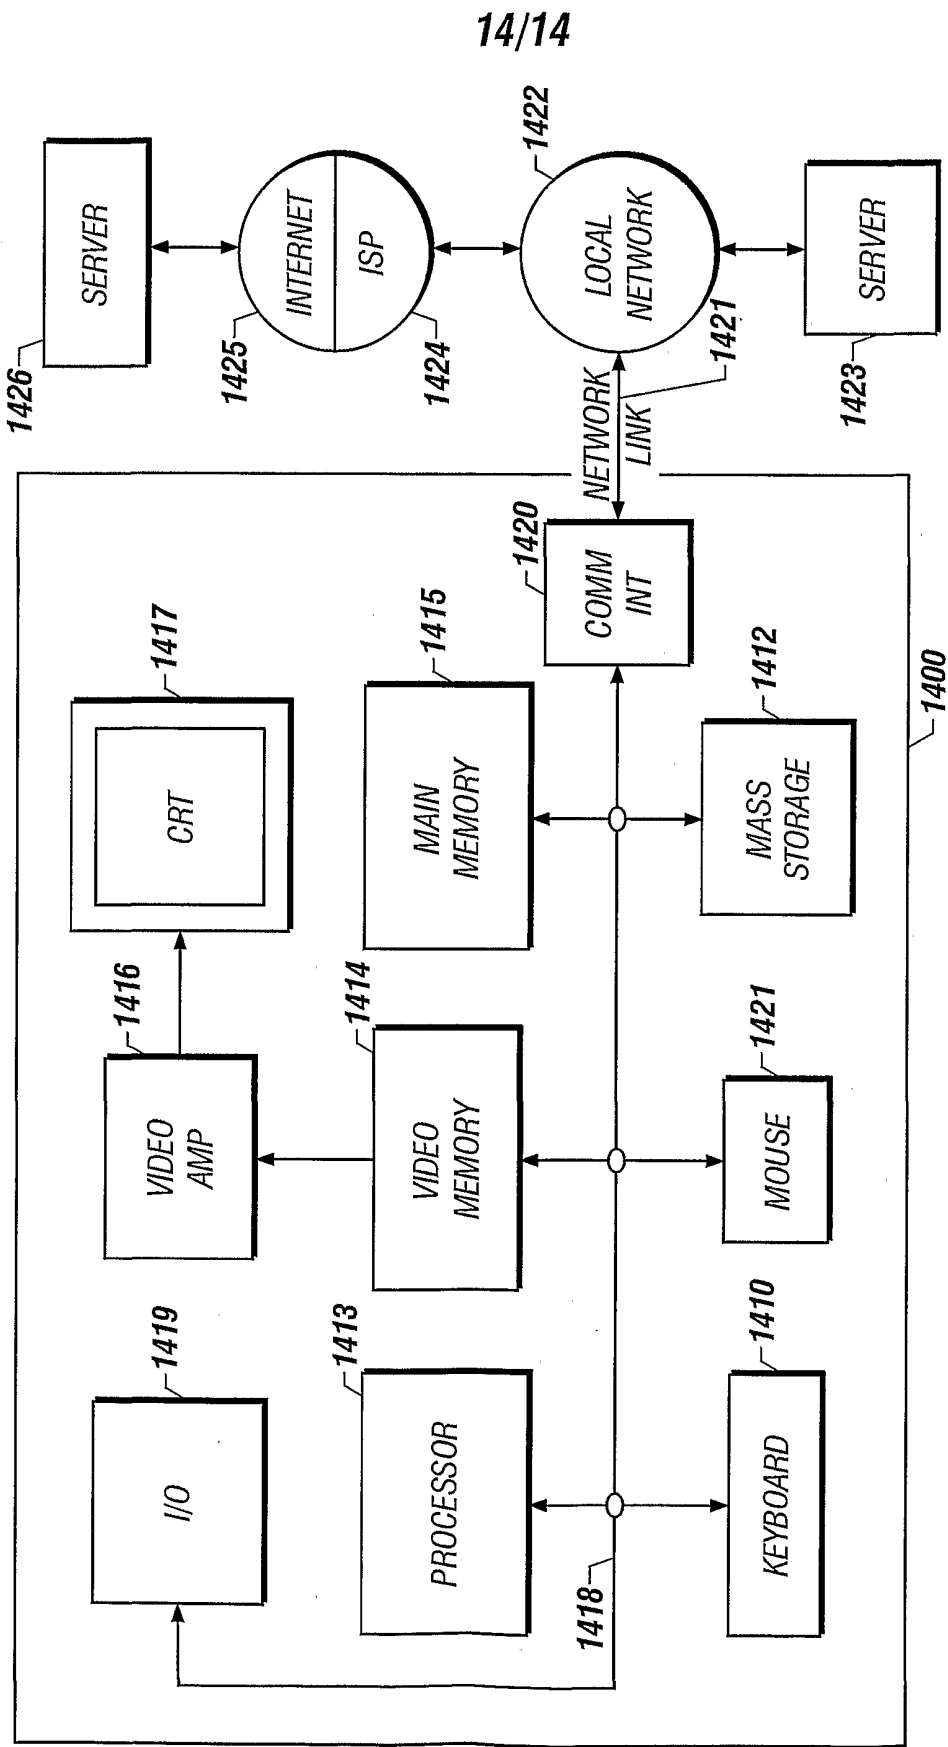 14/14
1419
I/O
1416
VIDEO
AMP
1417
CRT
1426
SERVER
1425
INTERNET
ISP
1424
1413
PROCESSOR
1414
VIDEO
MEMORY
1415
MAIN
MEMORY
1420
COMM
INT
NETWORK
LINK
1421
1422
LOCAL
NETWORK
1418
1410
KEYBOARD
1421
MOUSE
1412
MASS
STORAGE
1423
SERVER
1400